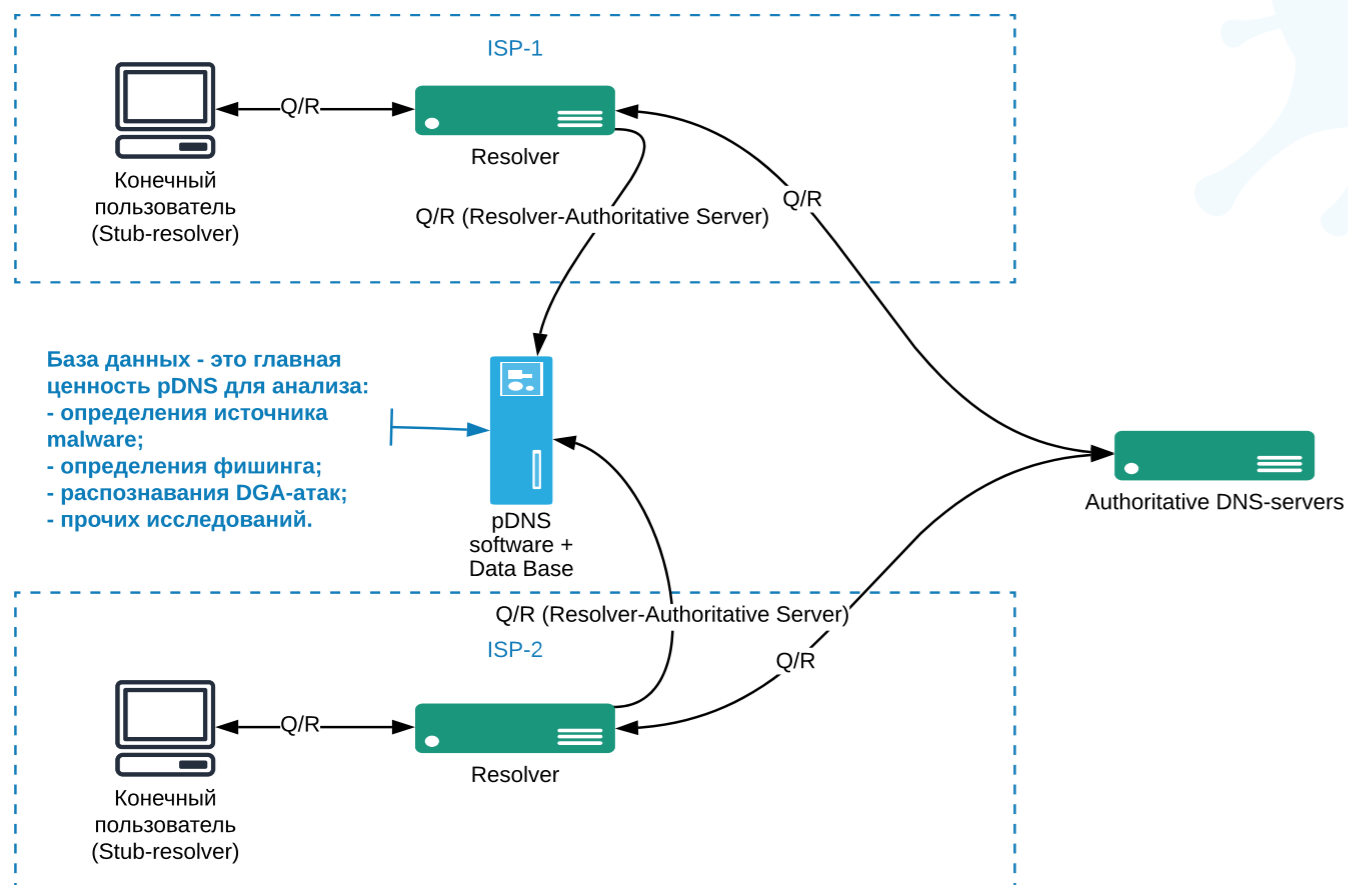 ISP-1
Q/R
Resolver
Конечный
пользователь
(Stub-resolver)
Q/R
Q/R (Resolver-Authoritative Server)
База данных - это главная
ценность pDNS для анализа:
- определения источника
malware;
- определения фишинга;
- распознавания DGA-атак;
- прочих исследований.
pDNS
software +
Data Base
Authoritative DNS-servers
Q/R (Resolver-Authoritative Server)
ISP-2
Q/R
Q/R
Resolver
Конечный
пользователь
(Stub-resolver)